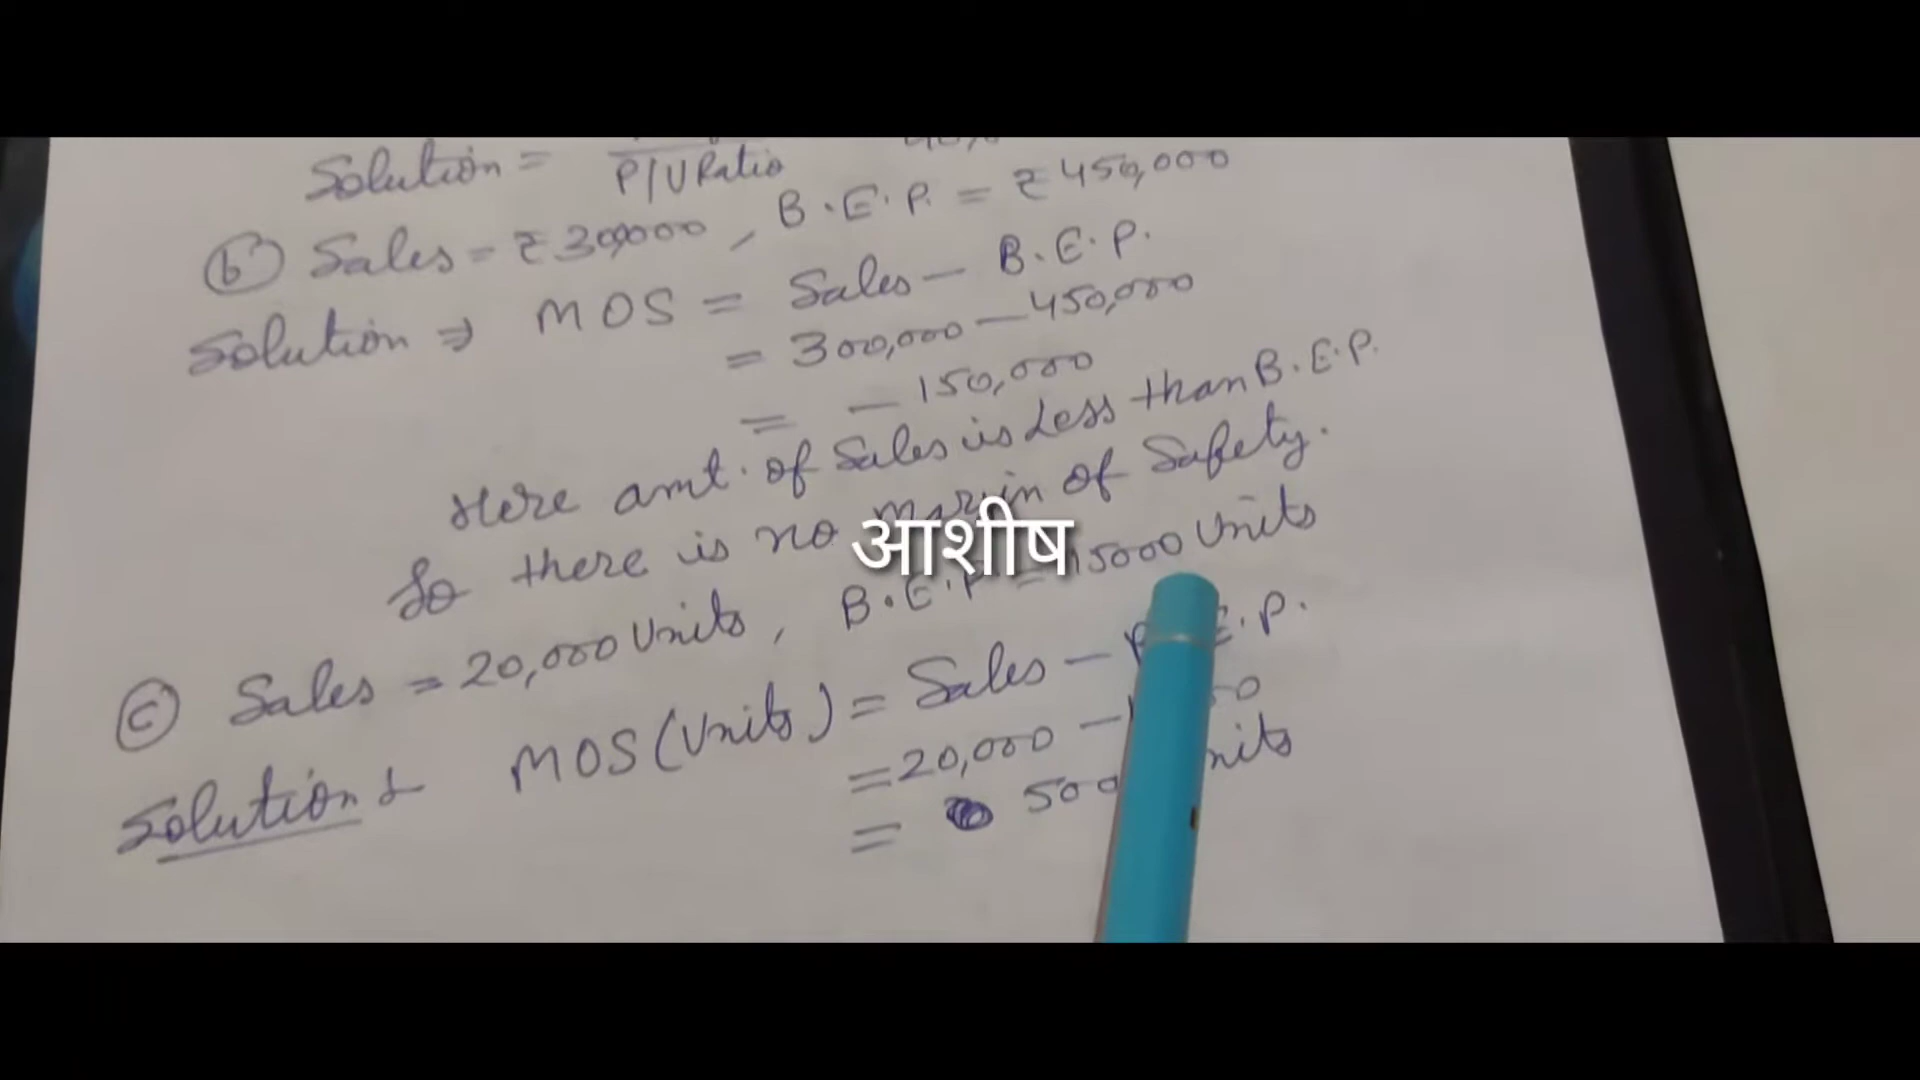 Solution = P/V Ratio
(b) Sales = ₹ 300000, B.E.P. = ₹ 450,000
Solution ⇒ MOS = Sales — B.E.P.
= 300,000 — 450,000
= — 150,000
Here amt. of Sales is Less than B.E.P.
So there is no margin of Safety.
आशीष
(c) Sales = 20,000 Units, B.E.P = 15000 Units
Solution MOS (Units) = Sales — E.P.
= 20,000 —
= 500 nits